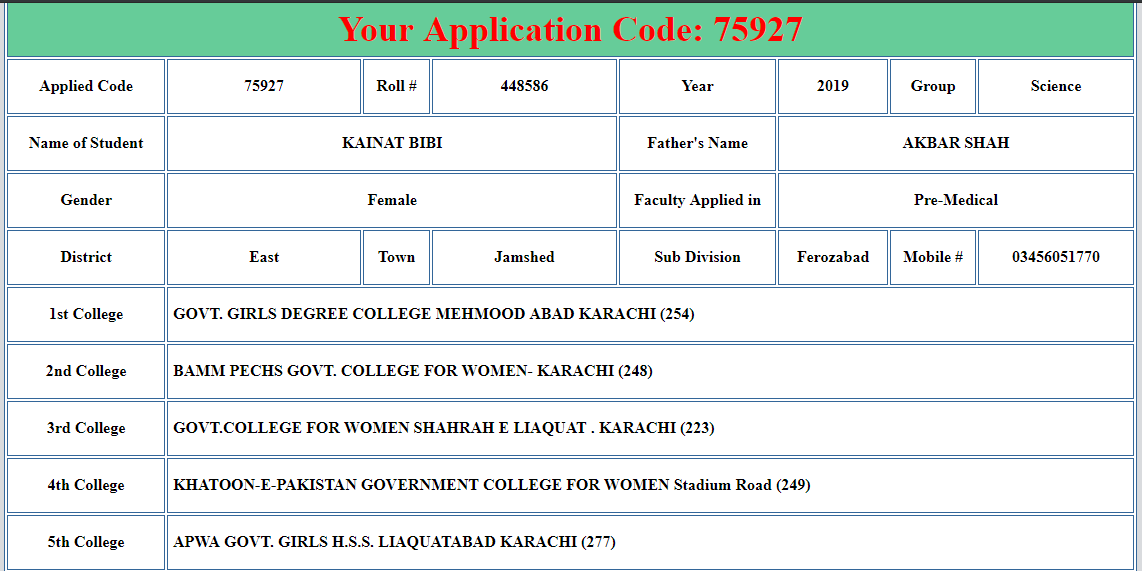 Your Application Code: 75927
Applied Code 75927 Roll # 448586 Year 2019 Group Science
Name of Student KAINAT BIBI Father's Name AKBAR SHAH
Gender Female Faculty Applied in Pre-Medical
District East Town Jamshed Sub Division Ferozabad Mobile # 03456051770
1st College GOVT. GIRLS DEGREE COLLEGE MEHMOOD ABAD KARACHI (254)
2nd College BAMM PECHS GOVT. COLLEGE FOR WOMEN- KARACHI (248)
3rd College GOVT.COLLEGE FOR WOMEN SHAHRAH E LIAQUAT . KARACHI (223)
4th College KHATOON-E-PAKISTAN GOVERNMENT COLLEGE FOR WOMEN Stadium Road (249)
5th College APWA GOVT. GIRLS H.S.S. LIAQUATABAD KARACHI (277)